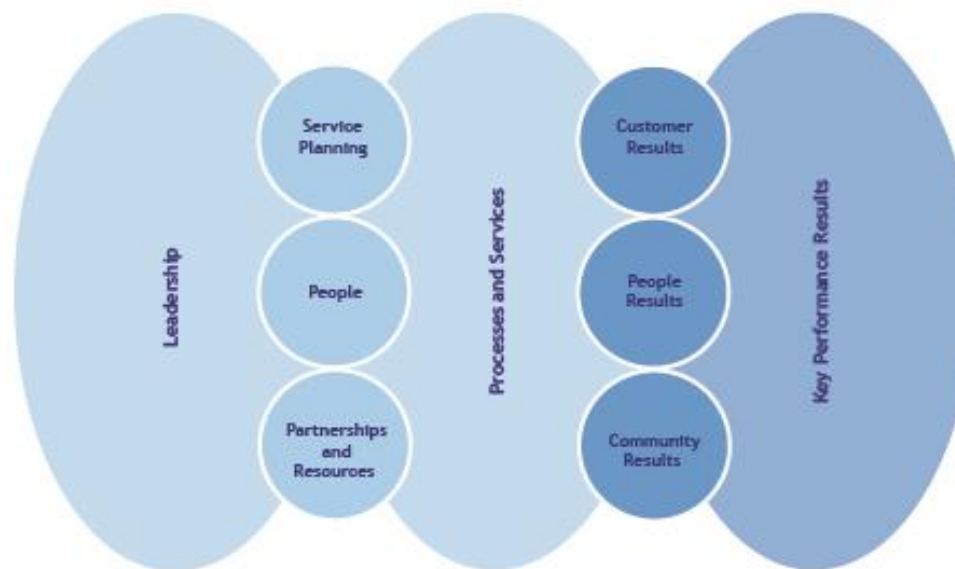 Leadership
Service
Planning
People
Partnerships
and
Resources
Processes and Services
Customer
Results
People
Results
Community
Results
Key Performance Results